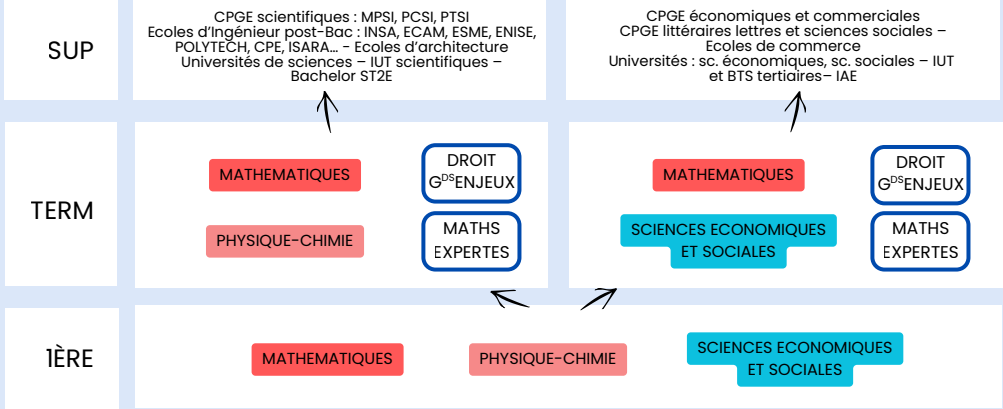 SUP
CPGE scientifiques : MPSI, PCSI, PTSI
Ecoles d'Ingénieur post-Bac : INSA, ECAM, ESME, ENISE,
POLYTECH, CPE, ISARA... - Ecoles d'architecture
Universités de sciences – IUT scientifiques –
Bachelor ST2E
CPGE économiques et commerciales
CPGE littéraires lettres et sciences sociales –
Ecoles de commerce
Universités : sc. économiques, sc. sociales – IUT
et BTS tertiaires– IAE
TERM
MATHEMATIQUES
PHYSIQUE-CHIMIE
DROIT
GDSENJEUX
MATHS
EXPERTES
MATHEMATIQUES
SCIENCES ECONOMIQUES
ET SOCIALES
DROIT
GDSENJEUX
MATHS
EXPERTES
1ÈRE
MATHEMATIQUES
PHYSIQUE-CHIMIE
SCIENCES ECONOMIQUES
ET SOCIALES